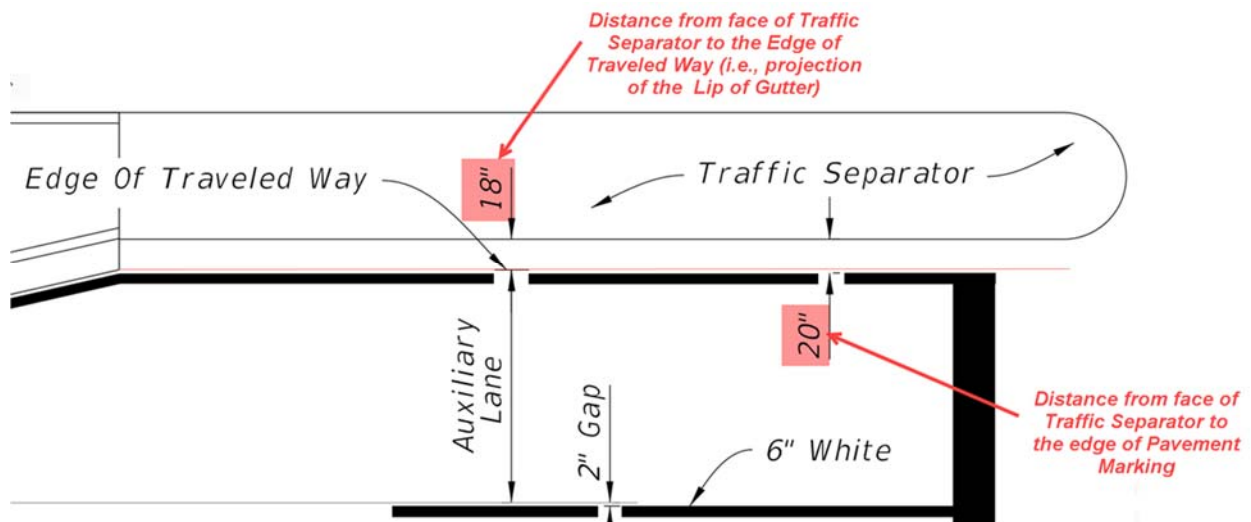 Distance from face of Traffic
Separator to the Edge of
Traveled Way (i.e., projection
of the Lip of Gutter)
Edge Of Traveled Way
18"
Traffic Separator
Auxiliary
Lane
20"
2" Gap
6" White
Distance from face of
Traffic Separator to
the edge of Pavement
Marking